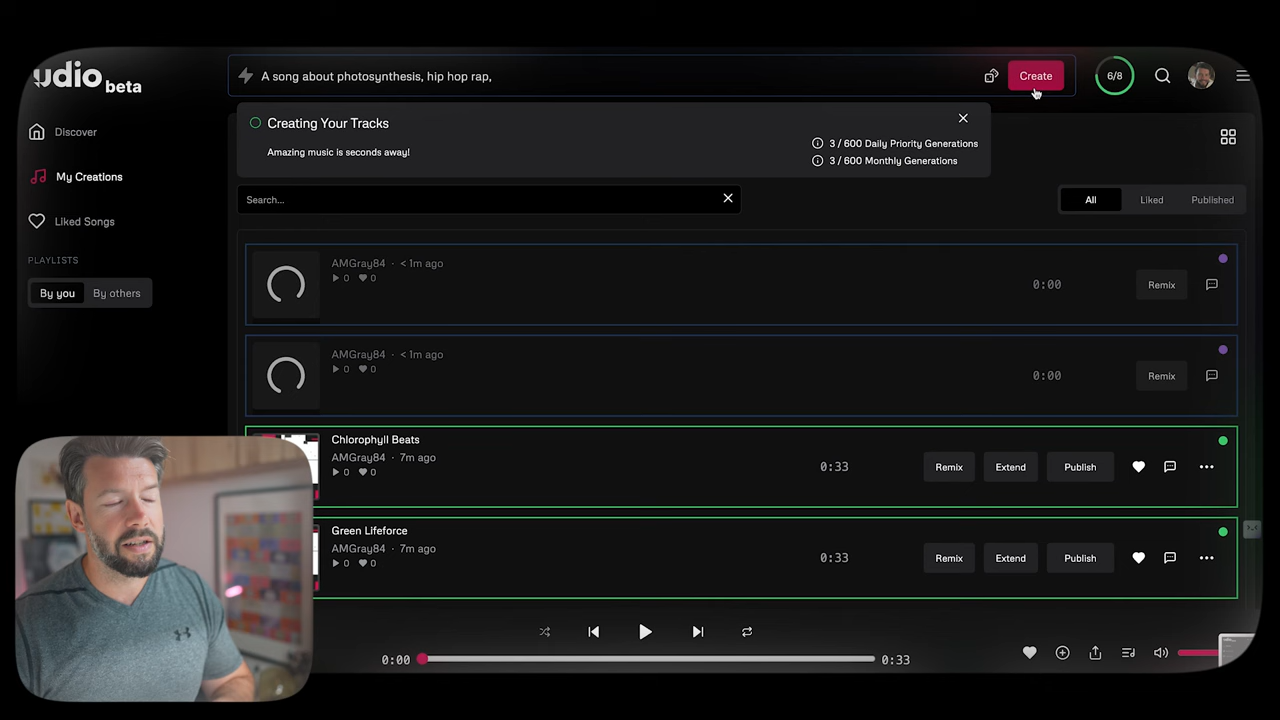 udio beta
A song about photosynthesis, hip hop rap,
Create
6/8
Discover
My Creations
Liked Songs
PLAYLISTS
By you
By others
Creating Your Tracks
Amazing music is seconds away!
3 / 600 Daily Priority Generations
3 / 600 Monthly Generations
Search...
All
Liked
Published
AMGray84 · < 1m ago
0 0
0:00
Remix
AMGray84 · < 1m ago
0 0
0:00
Remix
Chlorophyll Beats
AMGray84 · 7m ago
0 0
0:33
Remix
Extend
Publish
Green Lifeforce
AMGray84 · 7m ago
0 0
0:33
Remix
Extend
Publish
0:00
0:33